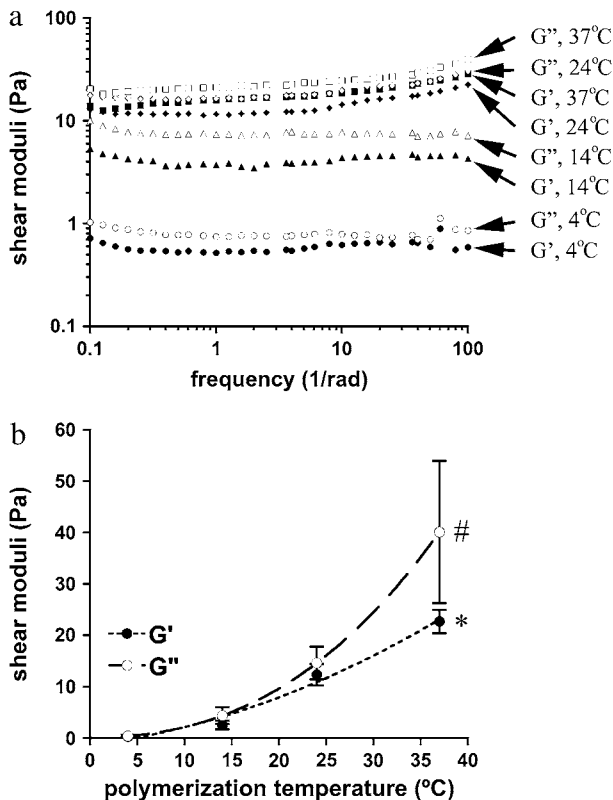 a
100
10
1
0.1
shear moduli (Pa)
0.1
1
10
100
frequency (1/rad)
G”, 37°C
G”, 24°C
G’, 37°C
G’, 24°C
G”, 14°C
G’, 14°C
G”, 4°C
G’, 4°C
b
60
50
40
30
20
10
0
shear moduli (Pa)
G'
G"
#
*
0
5
10
15
20
25
30
35
40
polymerization temperature (ºC)